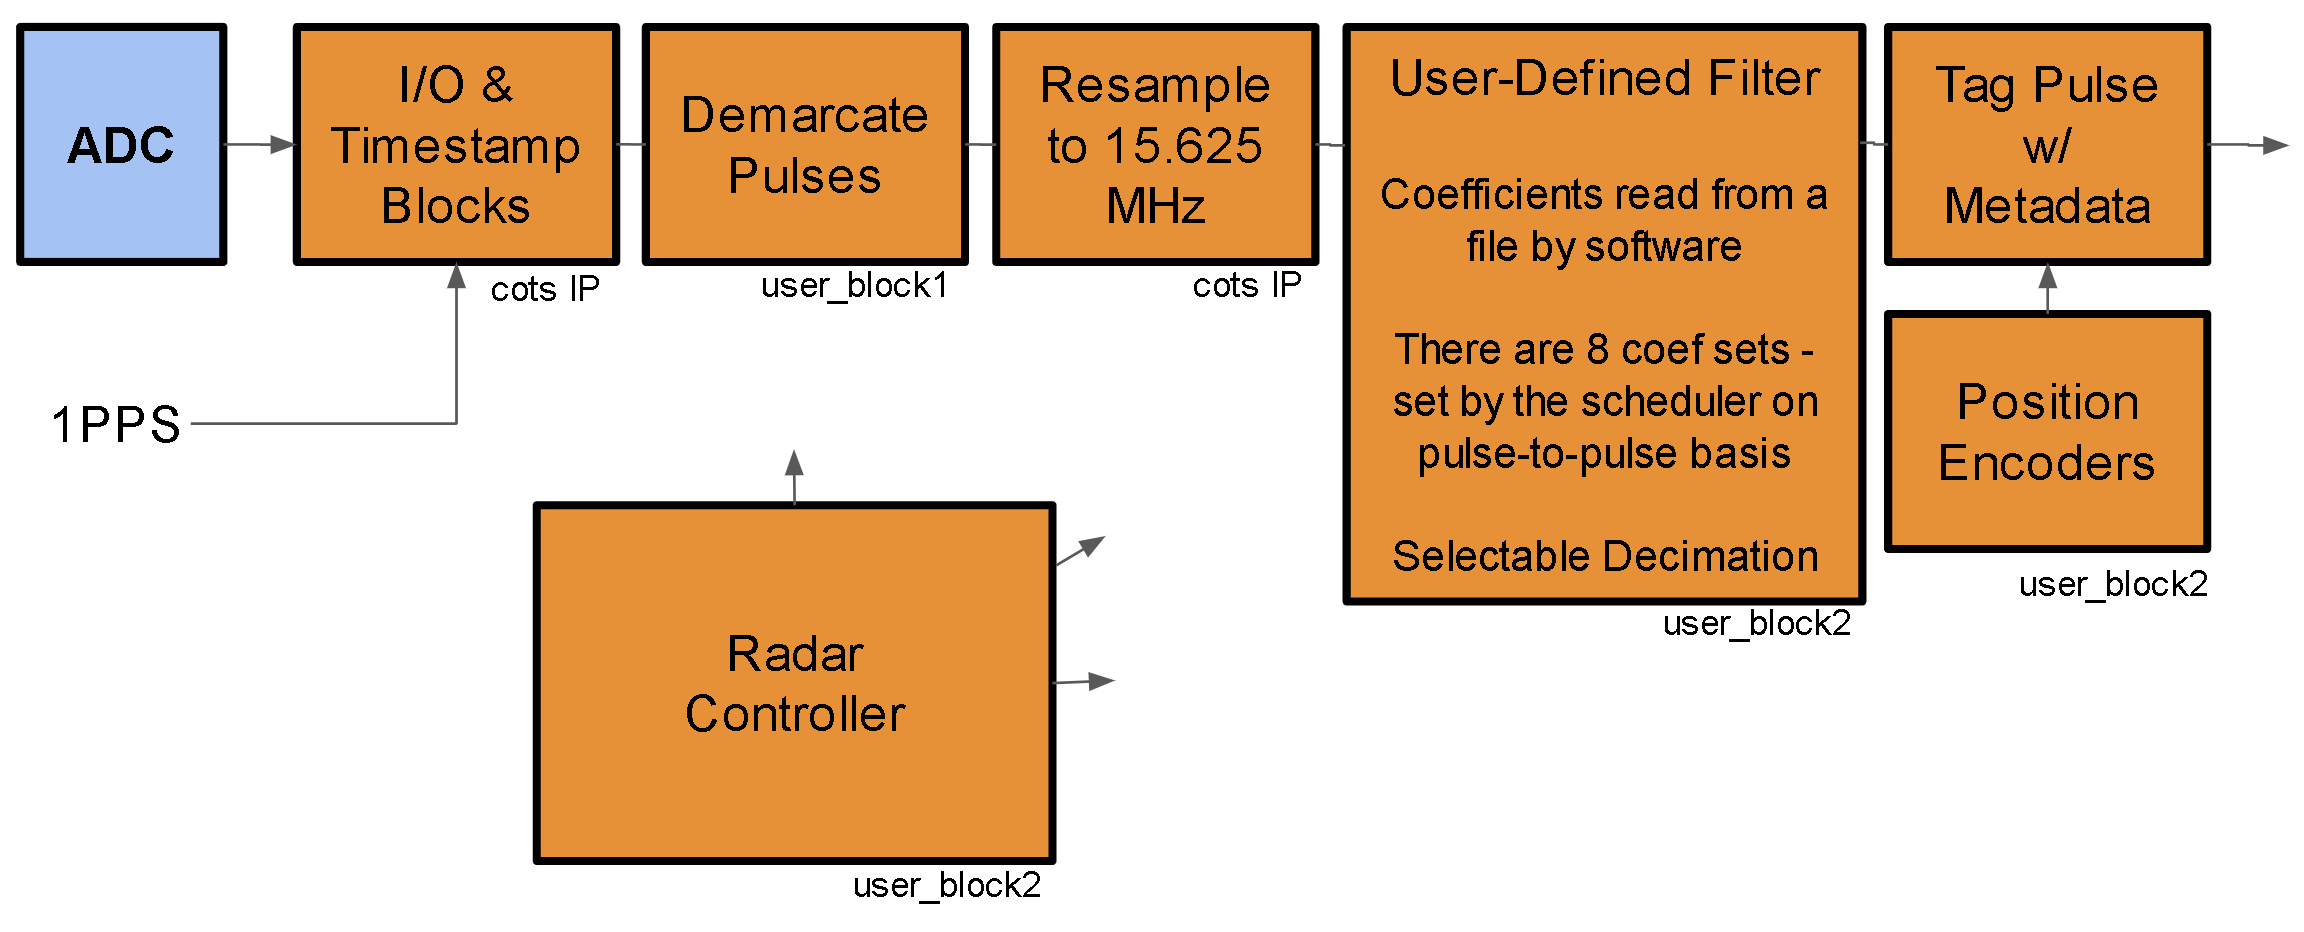 ADC
I/O &
Timestamp
Blocks
cots IP
Demarcate
Pulses
user_block1
Resample
to 15.625
MHz
cots IP
User-Defined Filter
Coefficients read from a
file by software
There are 8 coef sets -
set by the scheduler on
pulse-to-pulse basis
Selectable Decimation
user_block2
Tag Pulse
w/
Metadata
Position
Encoders
user_block2
1PPS
Radar
Controller
user_block2